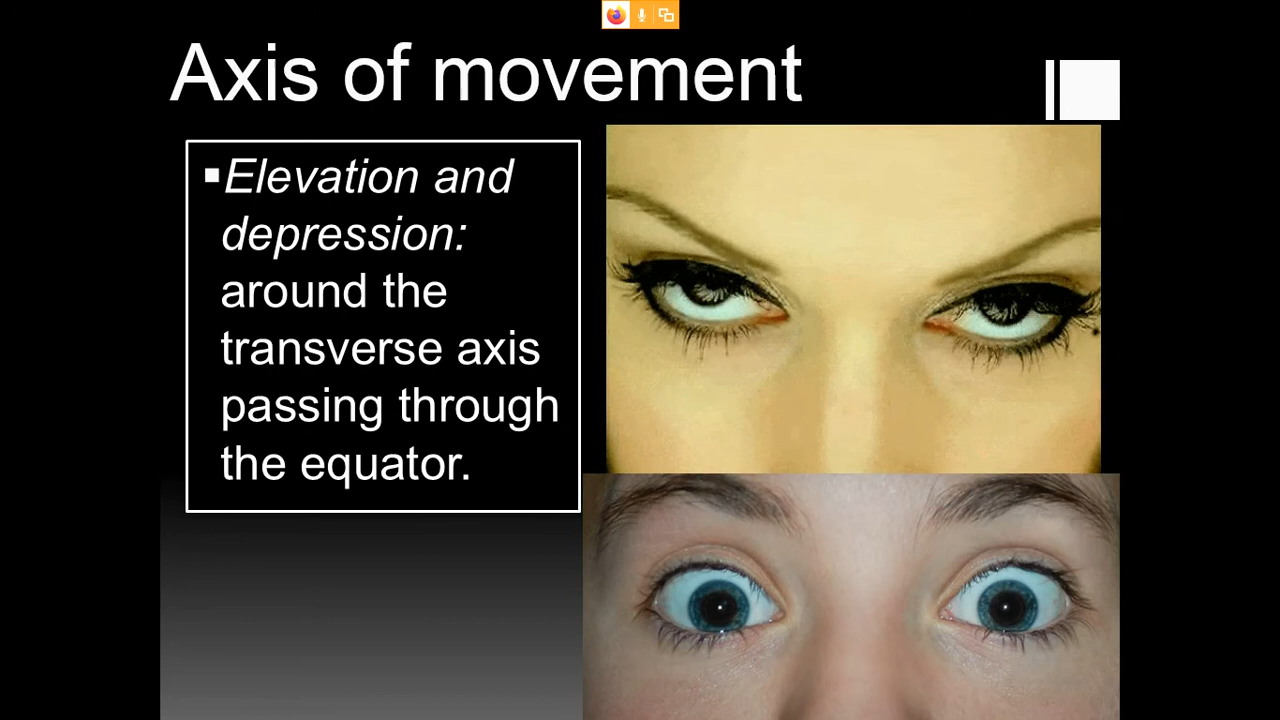 Axis of movement
▪Elevation and
depression:
around the
transverse axis
passing through
the equator.